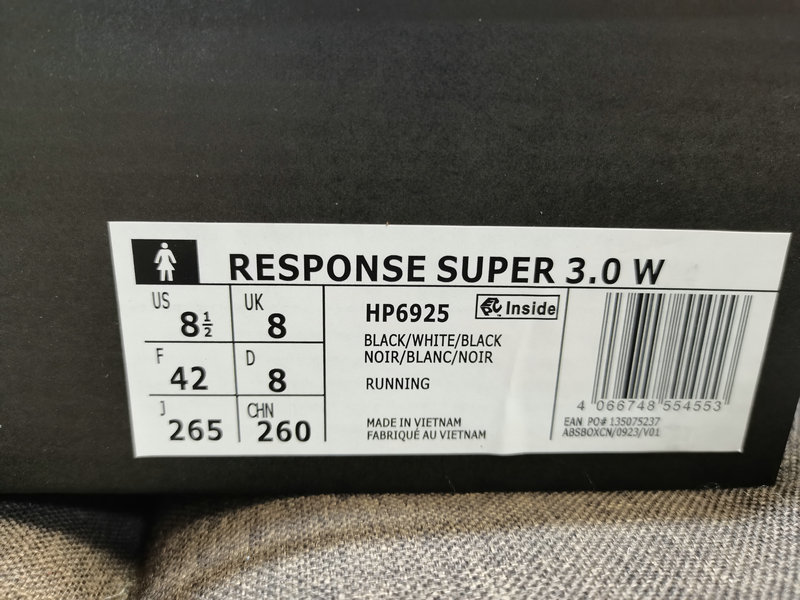 RESPONSE SUPER 3.0 W
US 8½
UK 8
F 42
D 8
J 265
CHN 260
HP6925
Inside
BLACK/WHITE/BLACK
NOIR/BLANC/NOIR
RUNNING
MADE IN VIETNAM
FABRIQUÉ AU VIETNAM
4 066748 554553
EAN PO# 135075237
ABSBOXCN/0923/V01